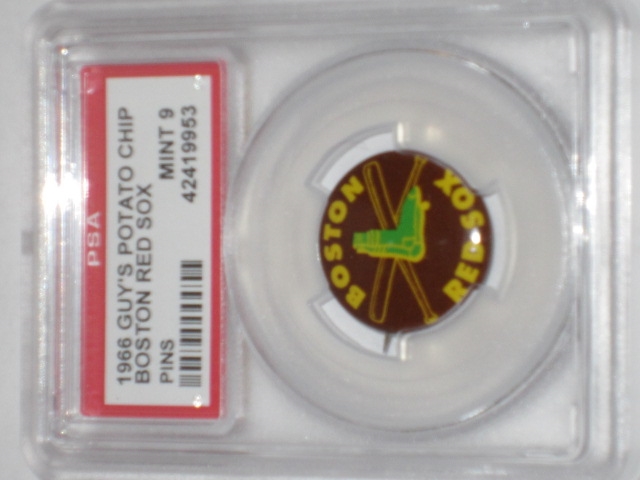 PSA
1966 GUY'S POTATO CHIP
BOSTON RED SOX
PINS MINT 9
42419953
BOSTON
RED SOX